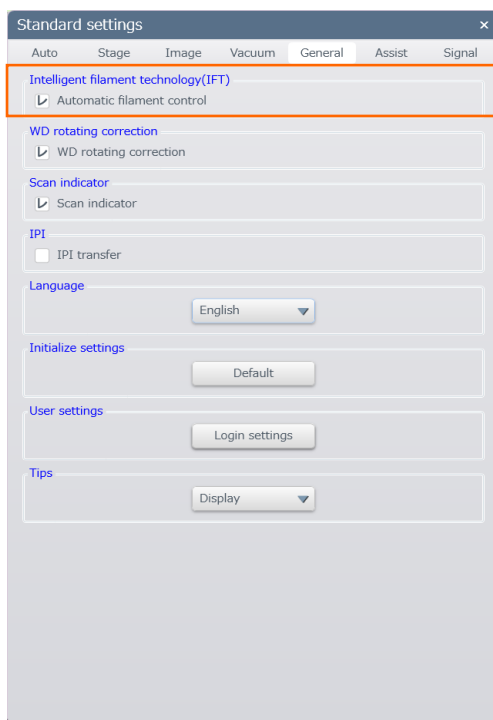 Standard settings ×
Auto Stage Image Vacuum General Assist Signal
Intelligent filament technology(IFT)
Automatic filament control
WD rotating correction
WD rotating correction
Scan indicator
Scan indicator
IPI
IPI transfer
Language
English
Initialize settings
Default
User settings
Login settings
Tips
Display